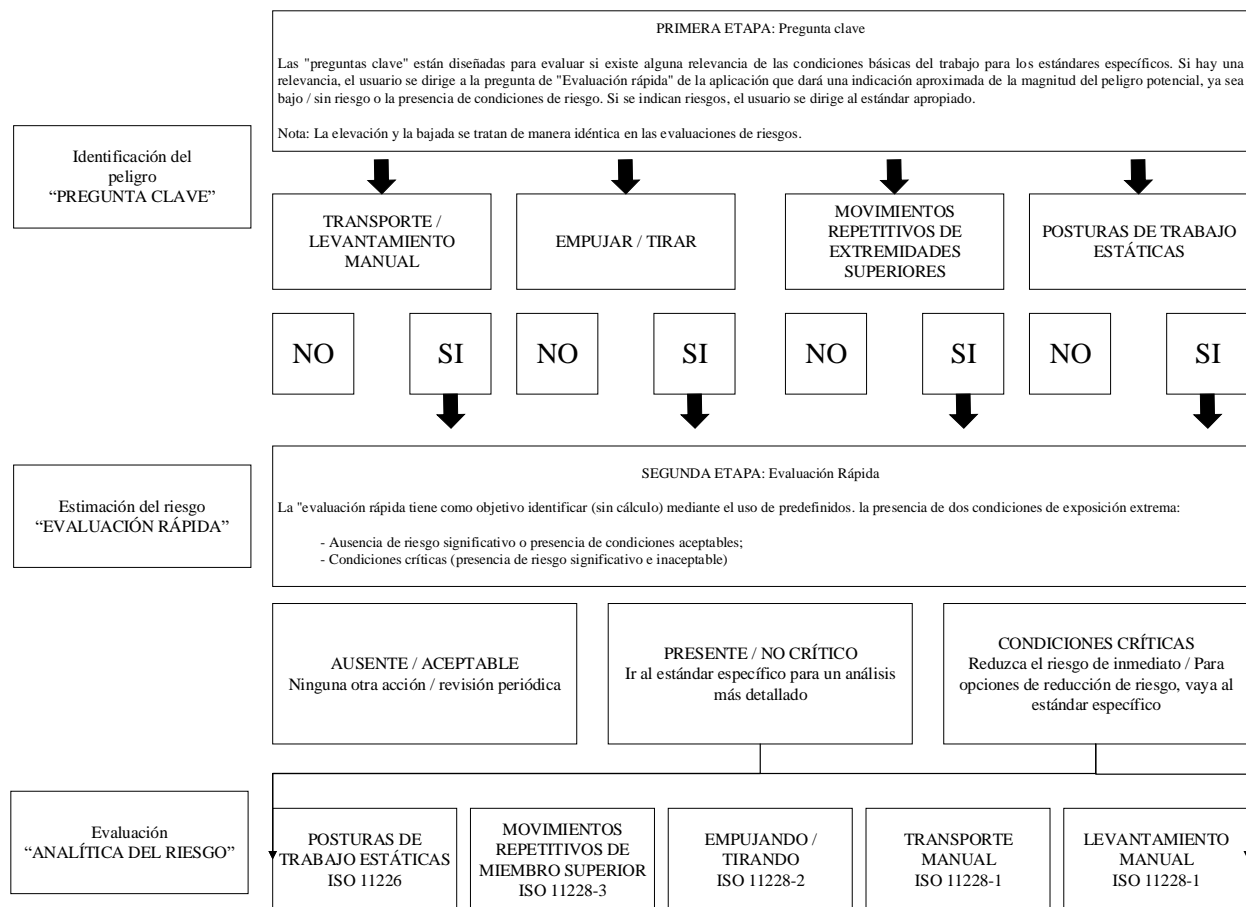 PRIMERA ETAPA: Pregunta clave
Las "preguntas clave" están diseñadas para evaluar si existe alguna relevancia de las condiciones básicas del trabajo para los estándares específicos. Si hay una
relevancia, el usuario se dirige a la pregunta de "Evaluación rápida" de la aplicación que dará una indicación aproximada de la magnitud del peligro potencial, ya sea
bajo / sin riesgo o la presencia de condiciones de riesgo. Si se indican riesgos, el usuario se dirige al estándar apropiado.
Nota: La elevación y la bajada se tratan de manera idéntica en las evaluaciones de riesgos.
Identificación del
peligro
“PREGUNTA CLAVE”
TRANSPORTE /
LEVANTAMIENTO
MANUAL
EMPUJAR / TIRAR
MOVIMIENTOS
REPETITIVOS DE
EXTREMIDADES
SUPERIORES
POSTURAS DE TRABAJO
ESTÁTICAS
NO
SI
NO
SI
NO
SI
NO
SI
SEGUNDA ETAPA: Evaluación Rápida
La "evaluación rápida tiene como objetivo identificar (sin cálculo) mediante el uso de predefinidos. la presencia de dos condiciones de exposición extrema:
- Ausencia de riesgo significativo o presencia de condiciones aceptables;
- Condiciones críticas (presencia de riesgo significativo e inaceptable)
Estimación del riesgo
“EVALUACIÓN RÁPIDA”
AUSENTE / ACEPTABLE
Ninguna otra acción / revisión periódica
PRESENTE / NO CRÍTICO
Ir al estándar específico para un análisis
más detallado
CONDICIONES CRÍTICAS
Reduzca el riesgo de inmediato / Para
opciones de reducción de riesgo, vaya al
estándar específico
Evaluación
“ANALÍTICA DEL RIESGO”
POSTURAS DE
TRABAJO ESTÁTICAS
ISO 11226
MOVIMIENTOS
REPETITIVOS DE
MIEMBRO SUPERIOR
ISO 11228-3
EMPUJANDO /
TIRANDO
ISO 11228-2
TRANSPORTE
MANUAL
ISO 11228-1
LEVANTAMIENTO
MANUAL
ISO 11228-1